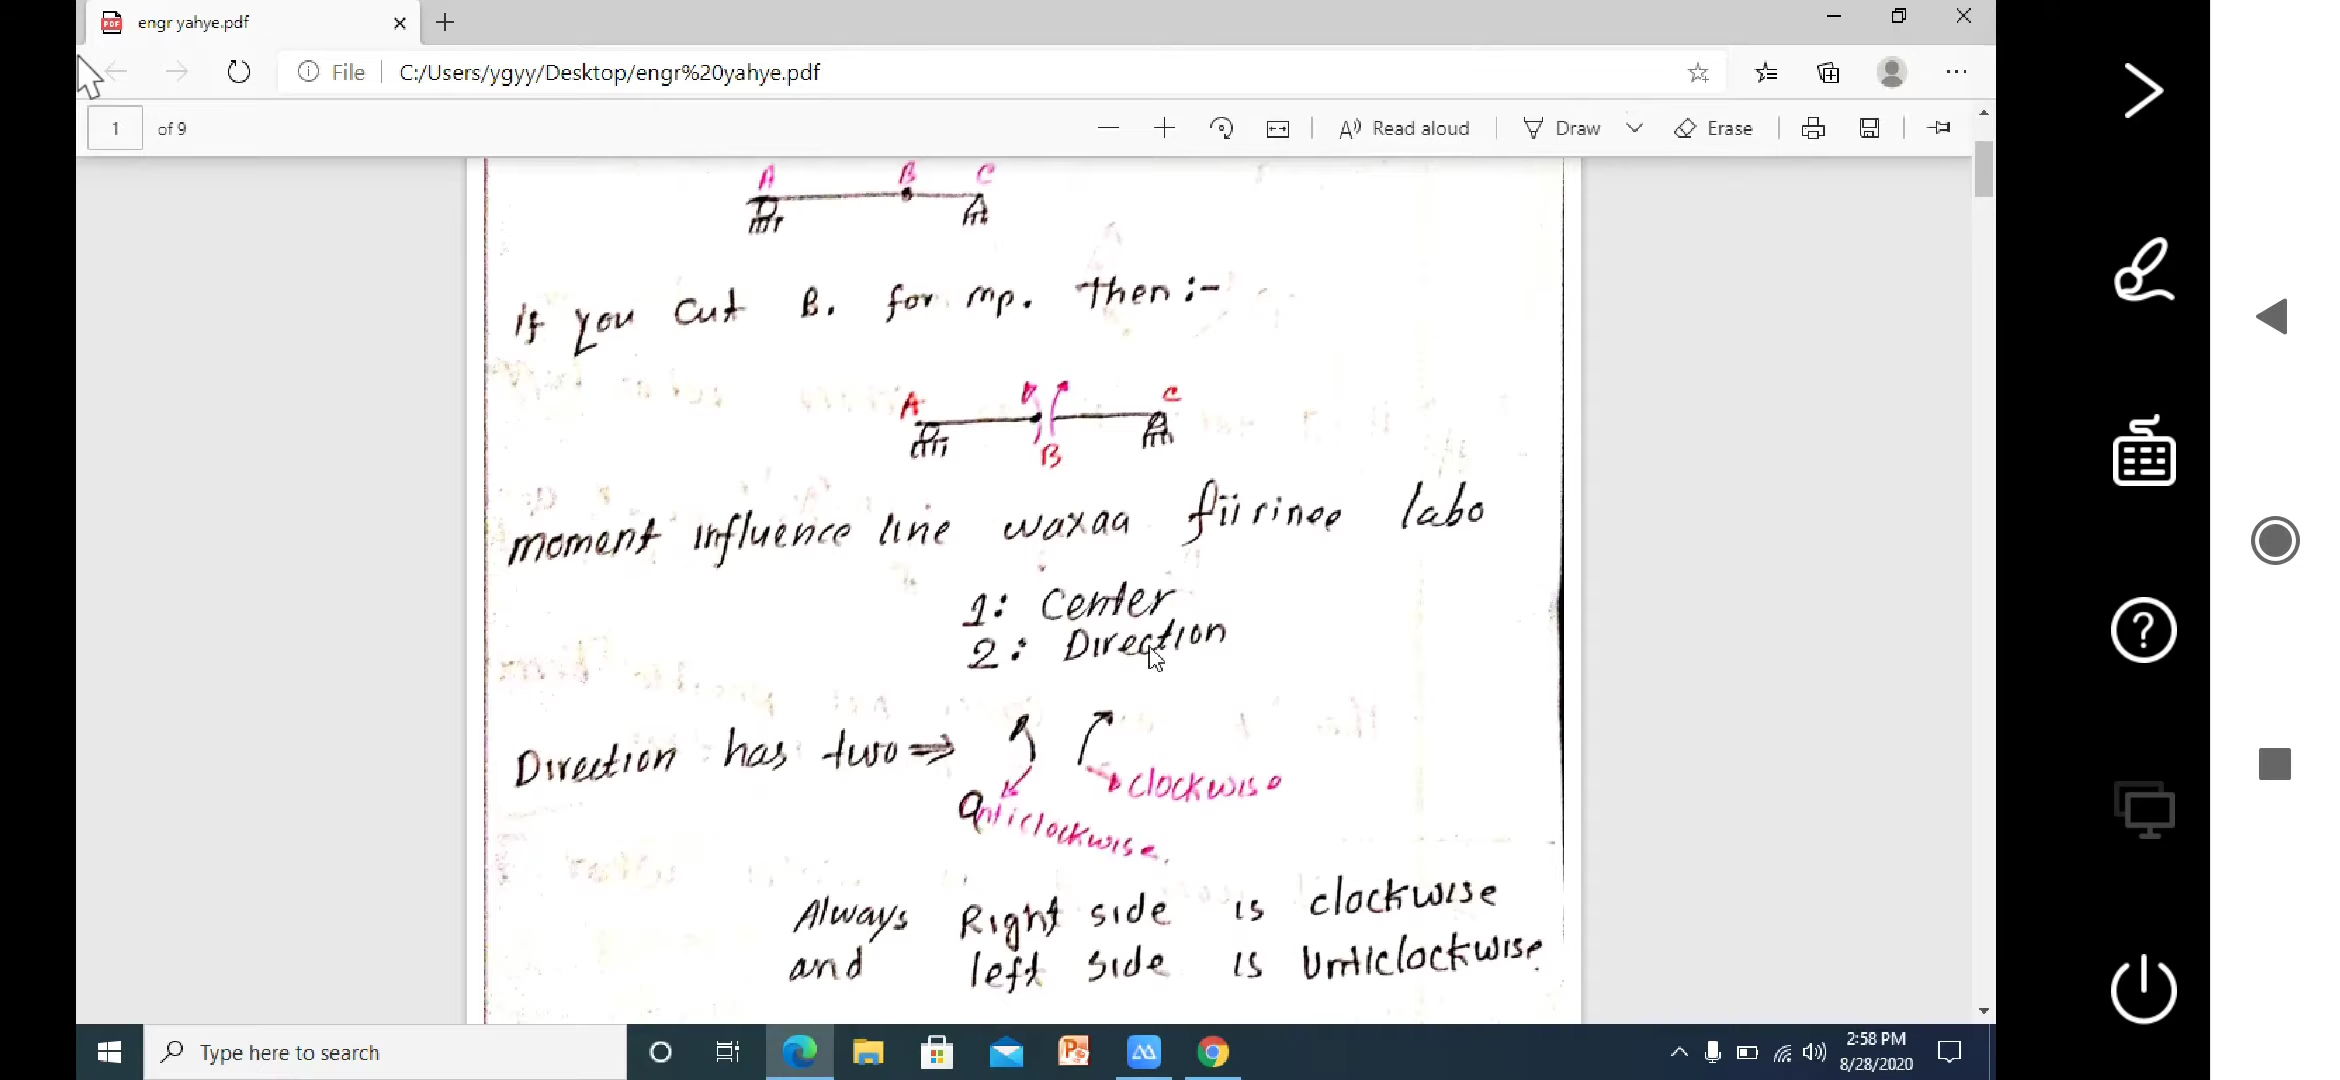 engr yahye.pdf
File C:/Users/ygyy/Desktop/engr%20yahye.pdf
1 of 9 Read aloud Draw Erase
A B C
If you cut B. for mp. then :-
A C
B
moment influence line waxaa fiirinee labo
1: Center
2: Direction
Direction has two ⇒
clockwise
anticlockwise.
Always Right side is clockwise
and left side is Unticlockwise.
Type here to search
2:58 PM
8/28/2020